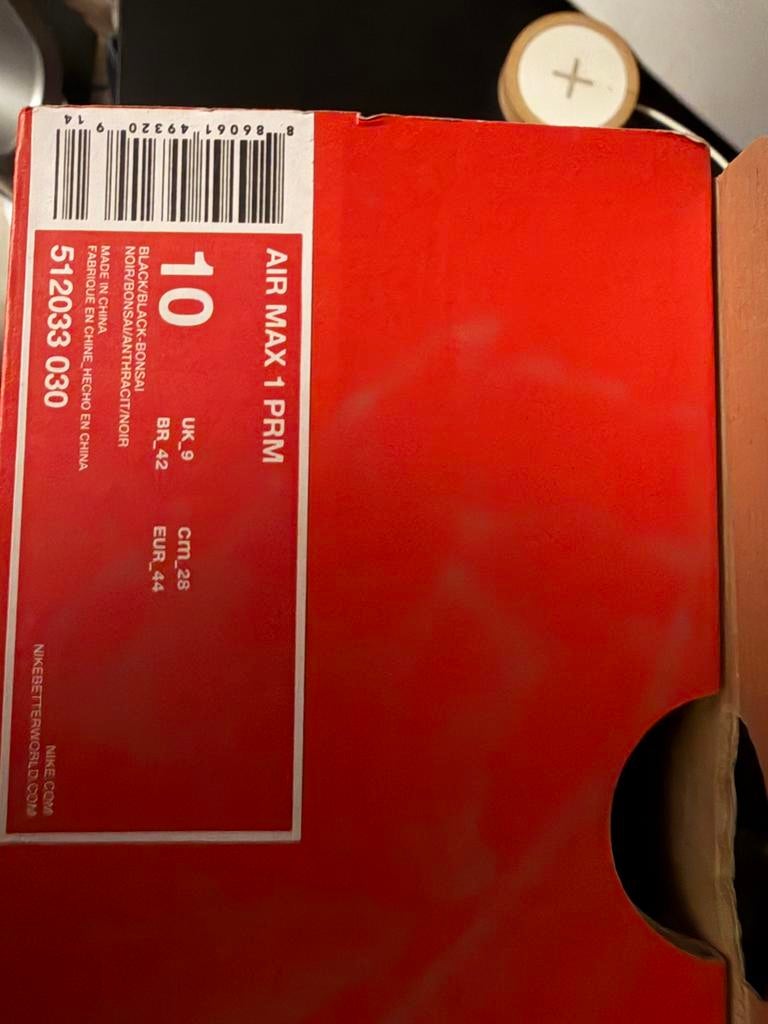 AIR MAX 1 PRM
10
UK_9 cm_28
BR_42 EUR_44
BLACK/BLACK-BONSAI
NOIR/BONSAI/ANTHRACIT/NOIR
MADE IN CHINA
FABRIQUE EN CHINE_HECHO EN CHINA
512033 030
NIKE.COM
NIKEBETTERWORLD.COM
8 86061 49320 9 14